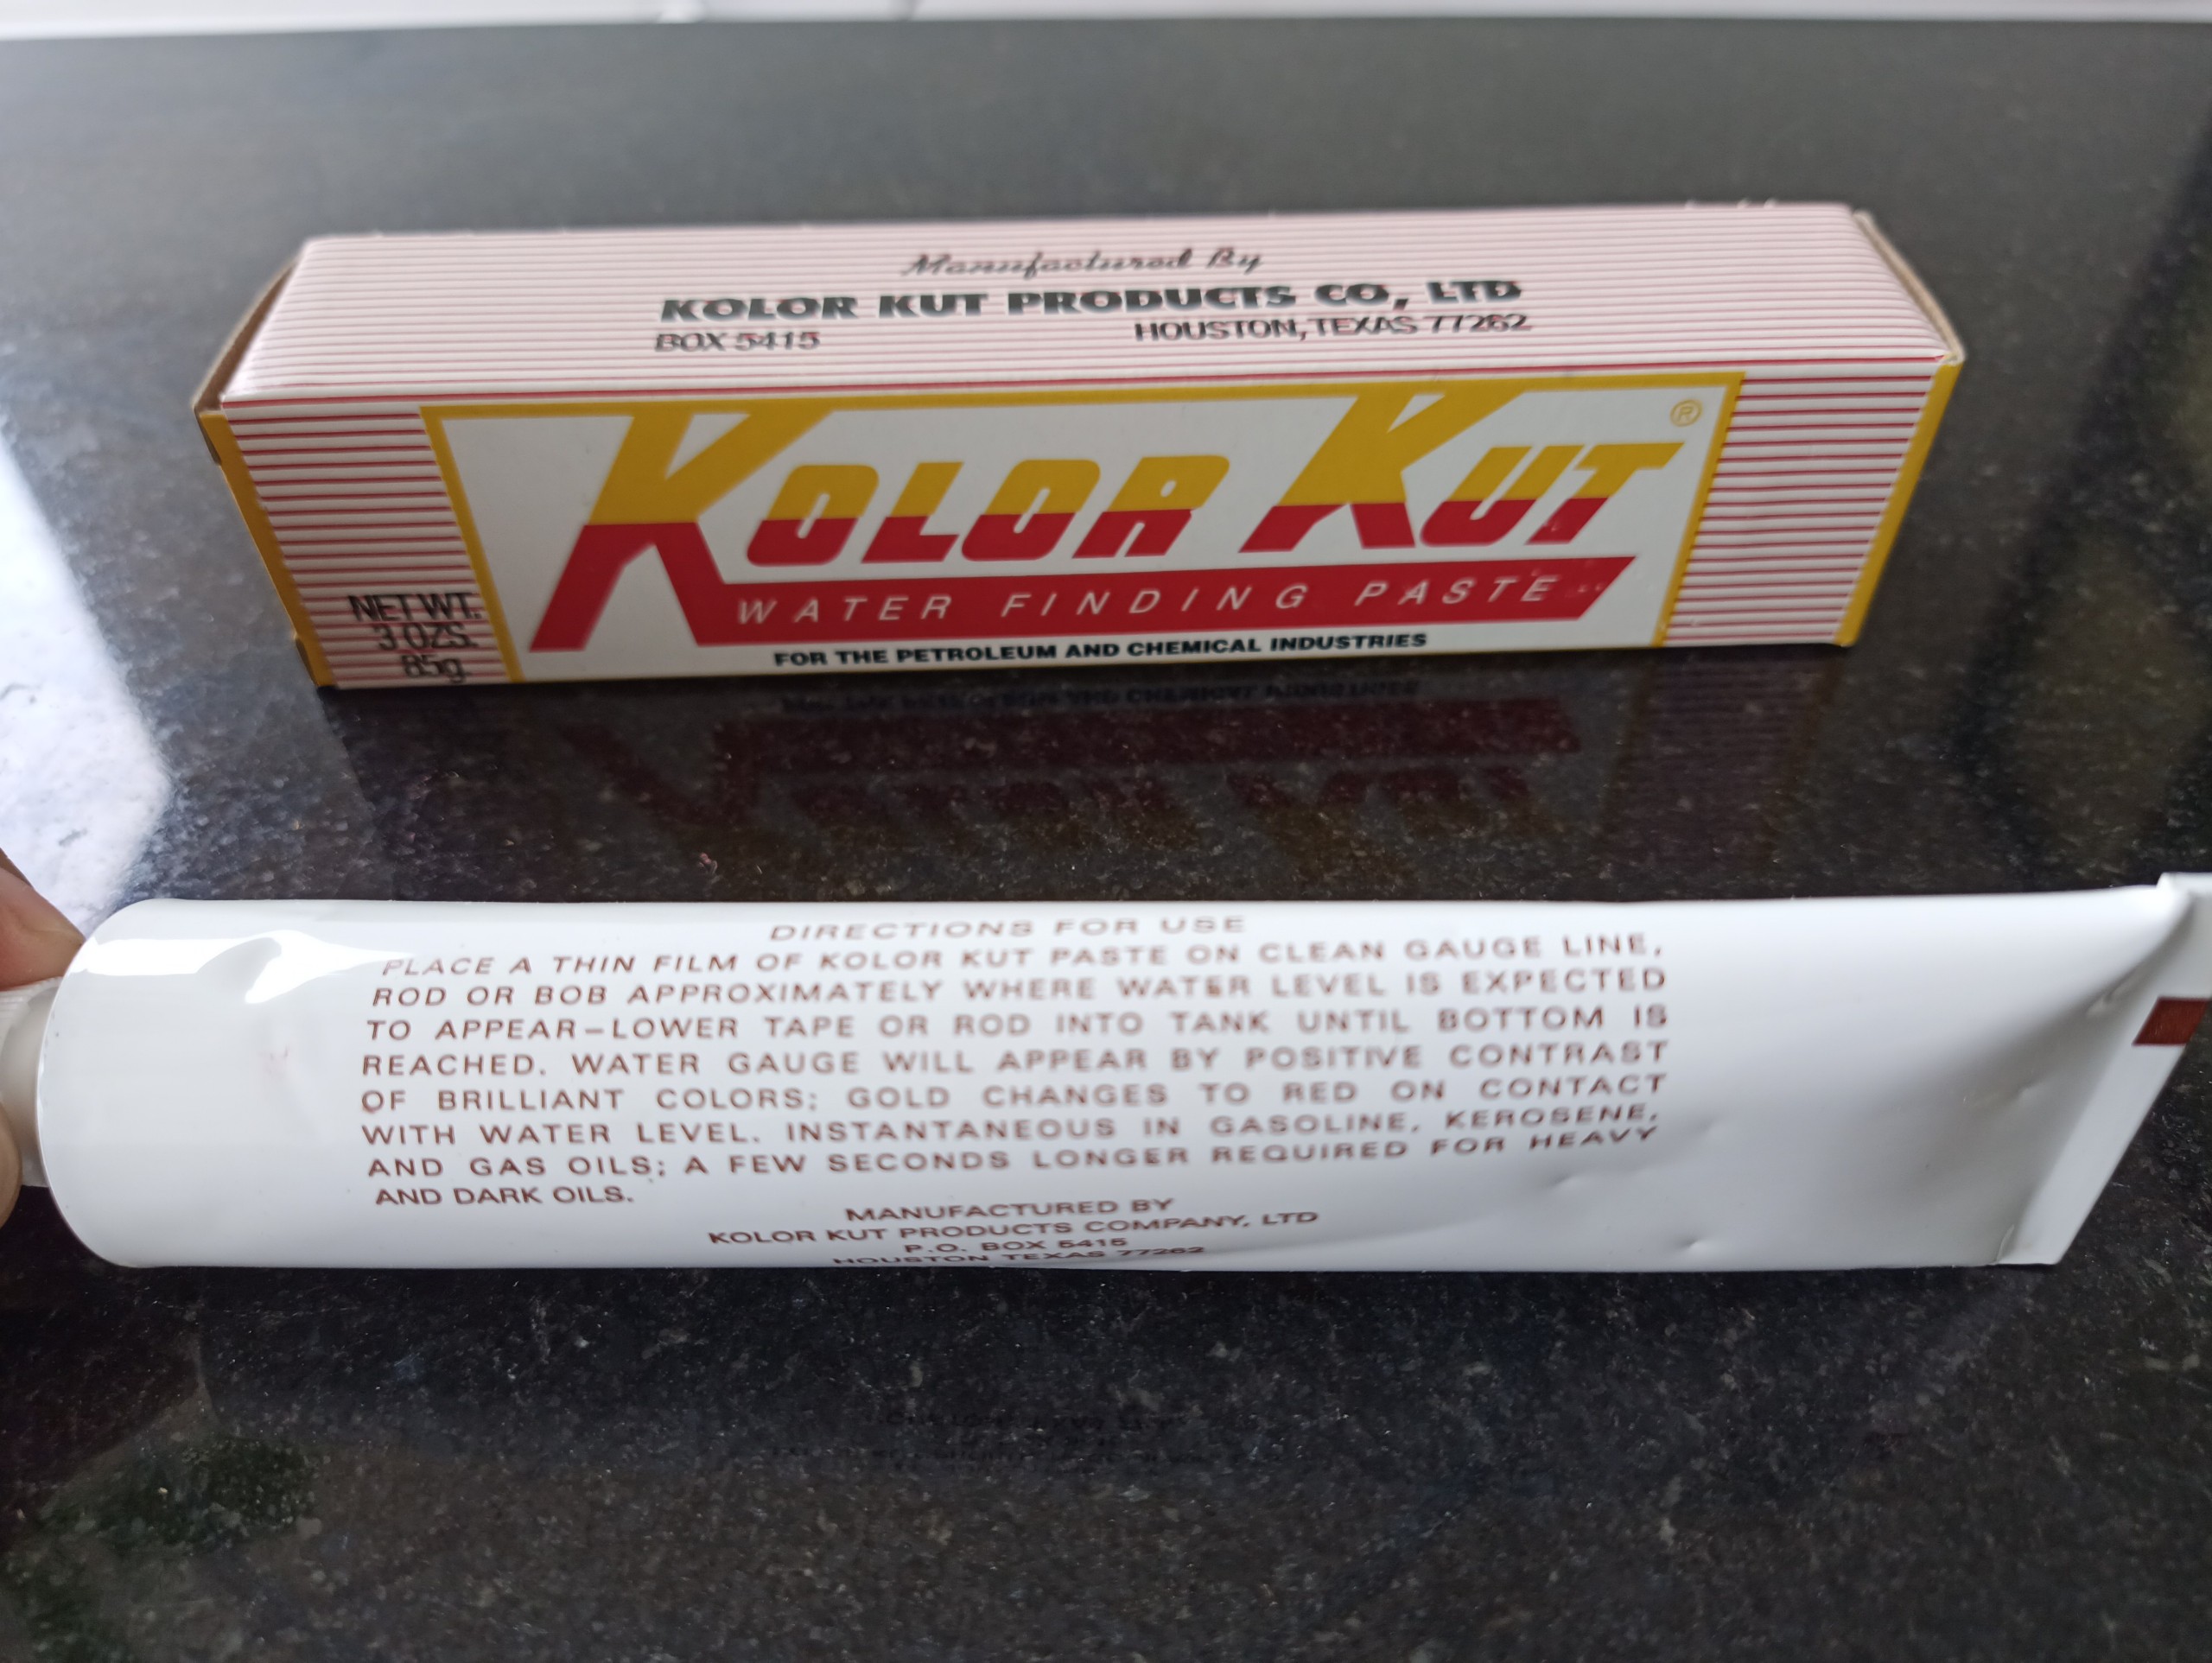 Manufactured By
KOLOR KUT PRODUCTS CO, LTD
BOX 5415 HOUSTON, TEXAS 77262
KOLOR KUT ®
WATER FINDING PASTE
FOR THE PETROLEUM AND CHEMICAL INDUSTRIES
NET WT.
3 OZS.
85g
DIRECTIONS FOR USE
PLACE A THIN FILM OF KOLOR KUT PASTE ON CLEAN GAUGE LINE,
ROD OR BOB APPROXIMATELY WHERE WATER LEVEL IS EXPECTED
TO APPEAR–LOWER TAPE OR ROD INTO TANK UNTIL BOTTOM IS
REACHED. WATER GAUGE WILL APPEAR BY POSITIVE CONTRAST
OF BRILLIANT COLORS; GOLD CHANGES TO RED ON CONTACT
WITH WATER LEVEL. INSTANTANEOUS IN GASOLINE, KEROSENE,
AND GAS OILS; A FEW SECONDS LONGER REQUIRED FOR HEAVY
AND DARK OILS.
MANUFACTURED BY
KOLOR KUT PRODUCTS COMPANY, LTD
P.O. BOX 5415
HOUSTON TEXAS 77262